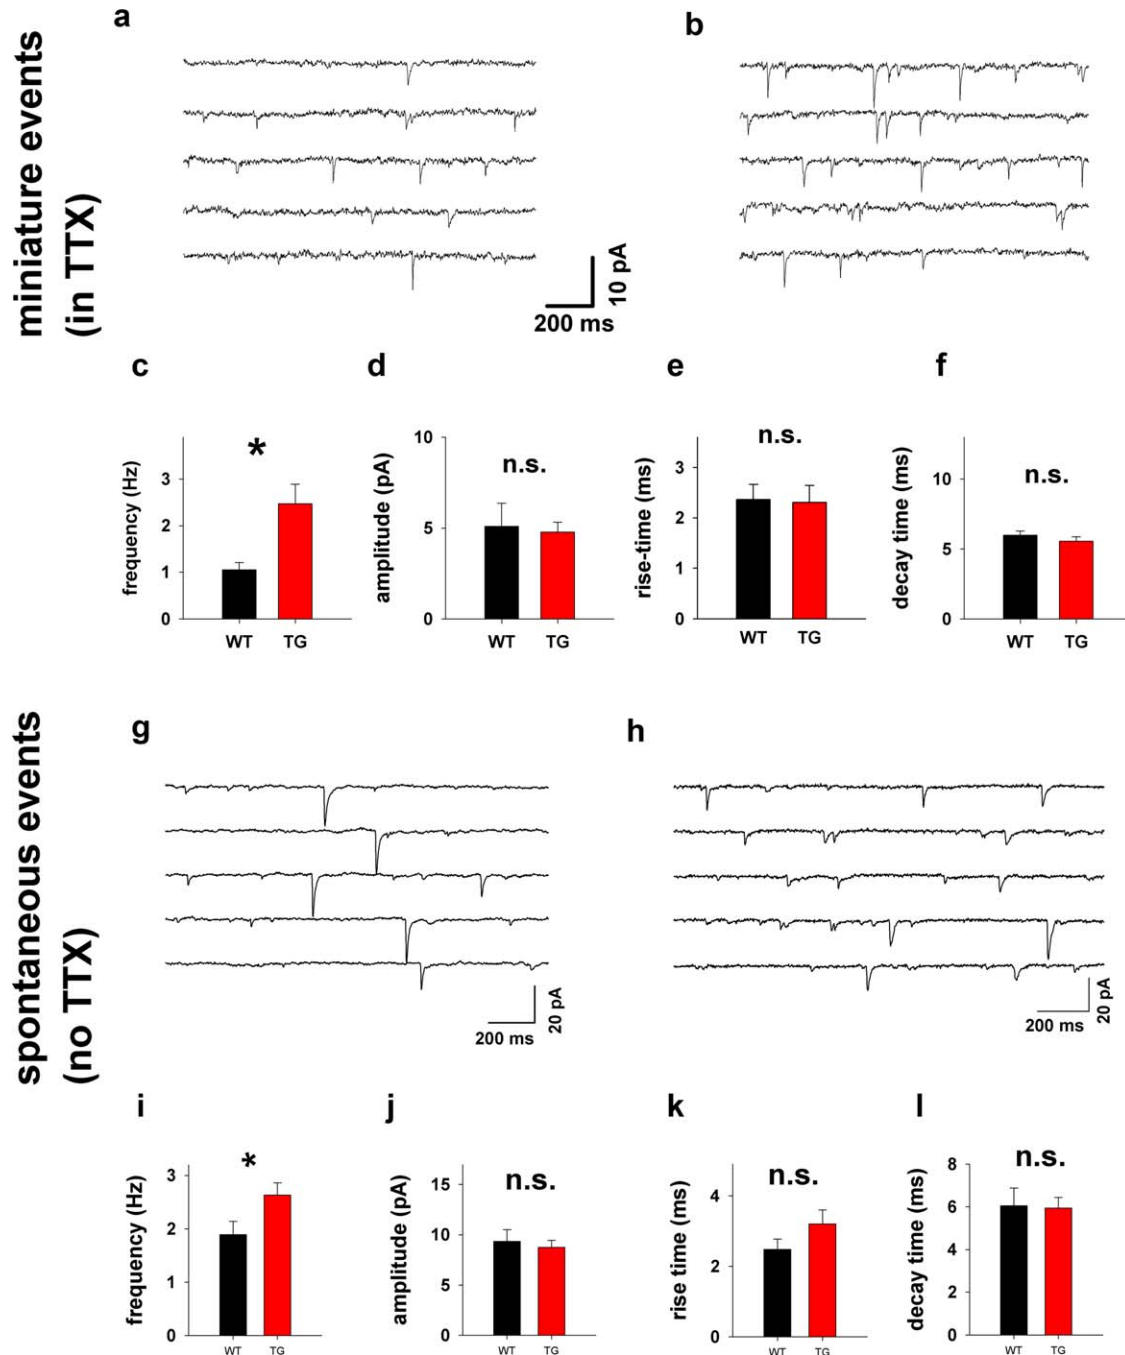 miniature events
(in TTX)
a
b
10 pA
200 ms
c
d
e
f
frequency (Hz)
3
2
1
0
*
WT
TG
amplitude (pA)
10
5
0
n.s.
WT
TG
rise-time (ms)
3
2
1
0
n.s.
WT
TG
decay time (ms)
10
5
0
n.s.
WT
TG
spontaneous events
(no TTX)
g
h
20 pA
200 ms
20 pA
200 ms
i
j
k
l
frequency (Hz)
3
2
1
0
*
WT
TG
amplitude (pA)
15
10
5
0
n.s.
WT
TG
rise time (ms)
4
2
0
n.s.
WT
TG
decay time (ms)
8
6
4
2
0
n.s.
WT
TG